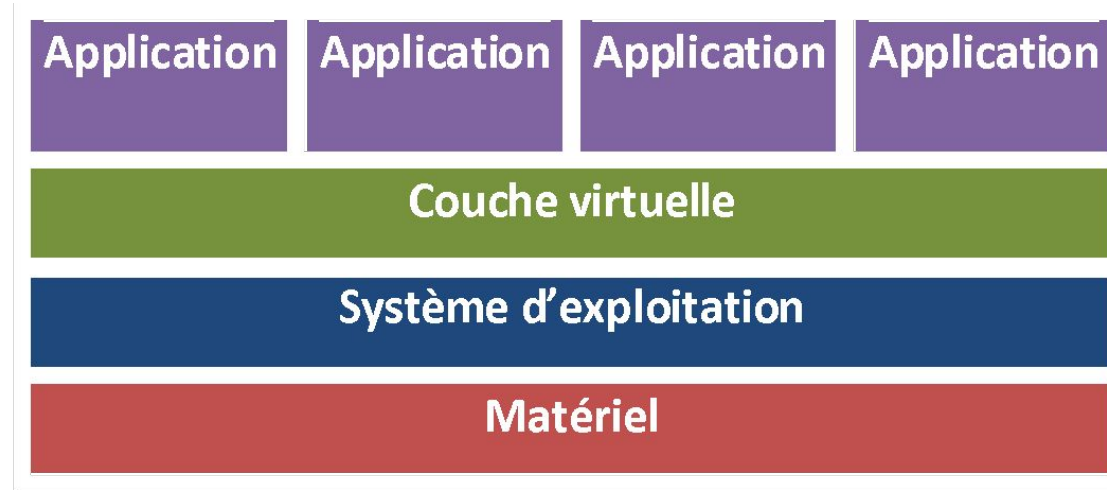 Application Application Application Application
Couche virtuelle
Système d’exploitation
Matériel